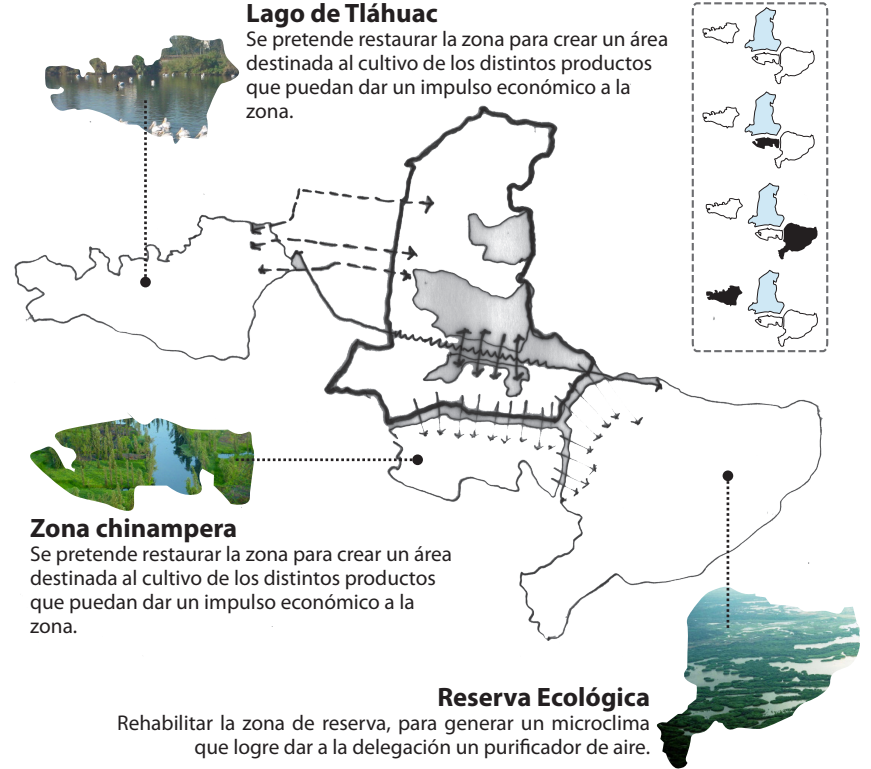 Lago de Tláhuac
Se pretende restaurar la zona para crear un área
destinada al cultivo de los distintos productos
que puedan dar un impulso económico a la
zona.
Zona chinampera
Se pretende restaurar la zona para crear un área
destinada al cultivo de los distintos productos
que puedan dar un impulso económico a la
zona.
Reserva Ecológica
Rehabilitar la zona de reserva, para generar un microclima
que logre dar a la delegación un purificador de aire.